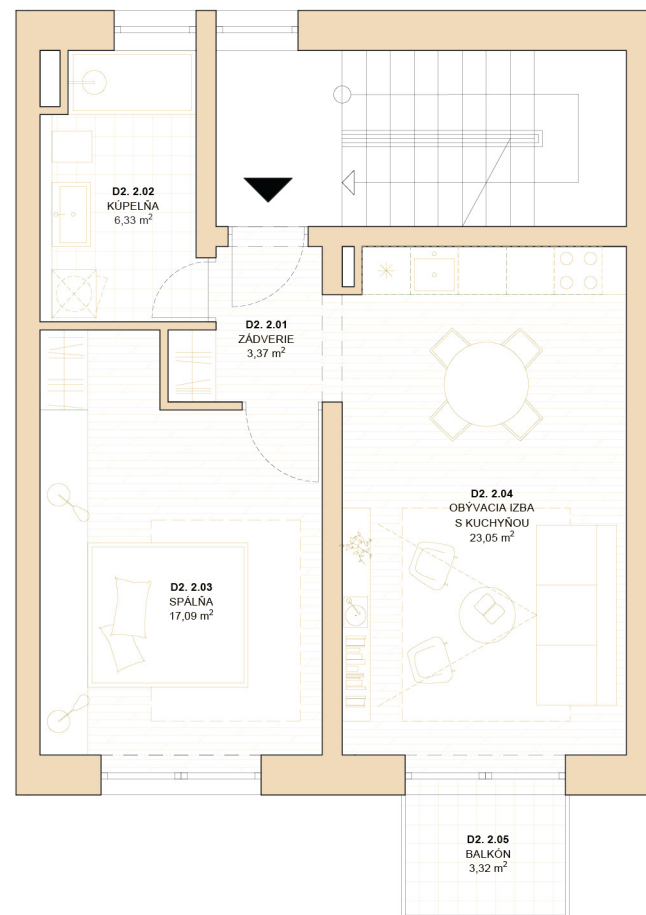 D2. 2.02
KÚPELŇA
6,33 m²
D2. 2.01
ZÁDVERIE
3,37 m²
D2. 2.04
OBÝVACIA IZBA
S KUCHYŇOU
23,05 m²
D2. 2.03
SPÁLŇA
17,09 m²
D2. 2.05
BALKÓN
3,32 m²